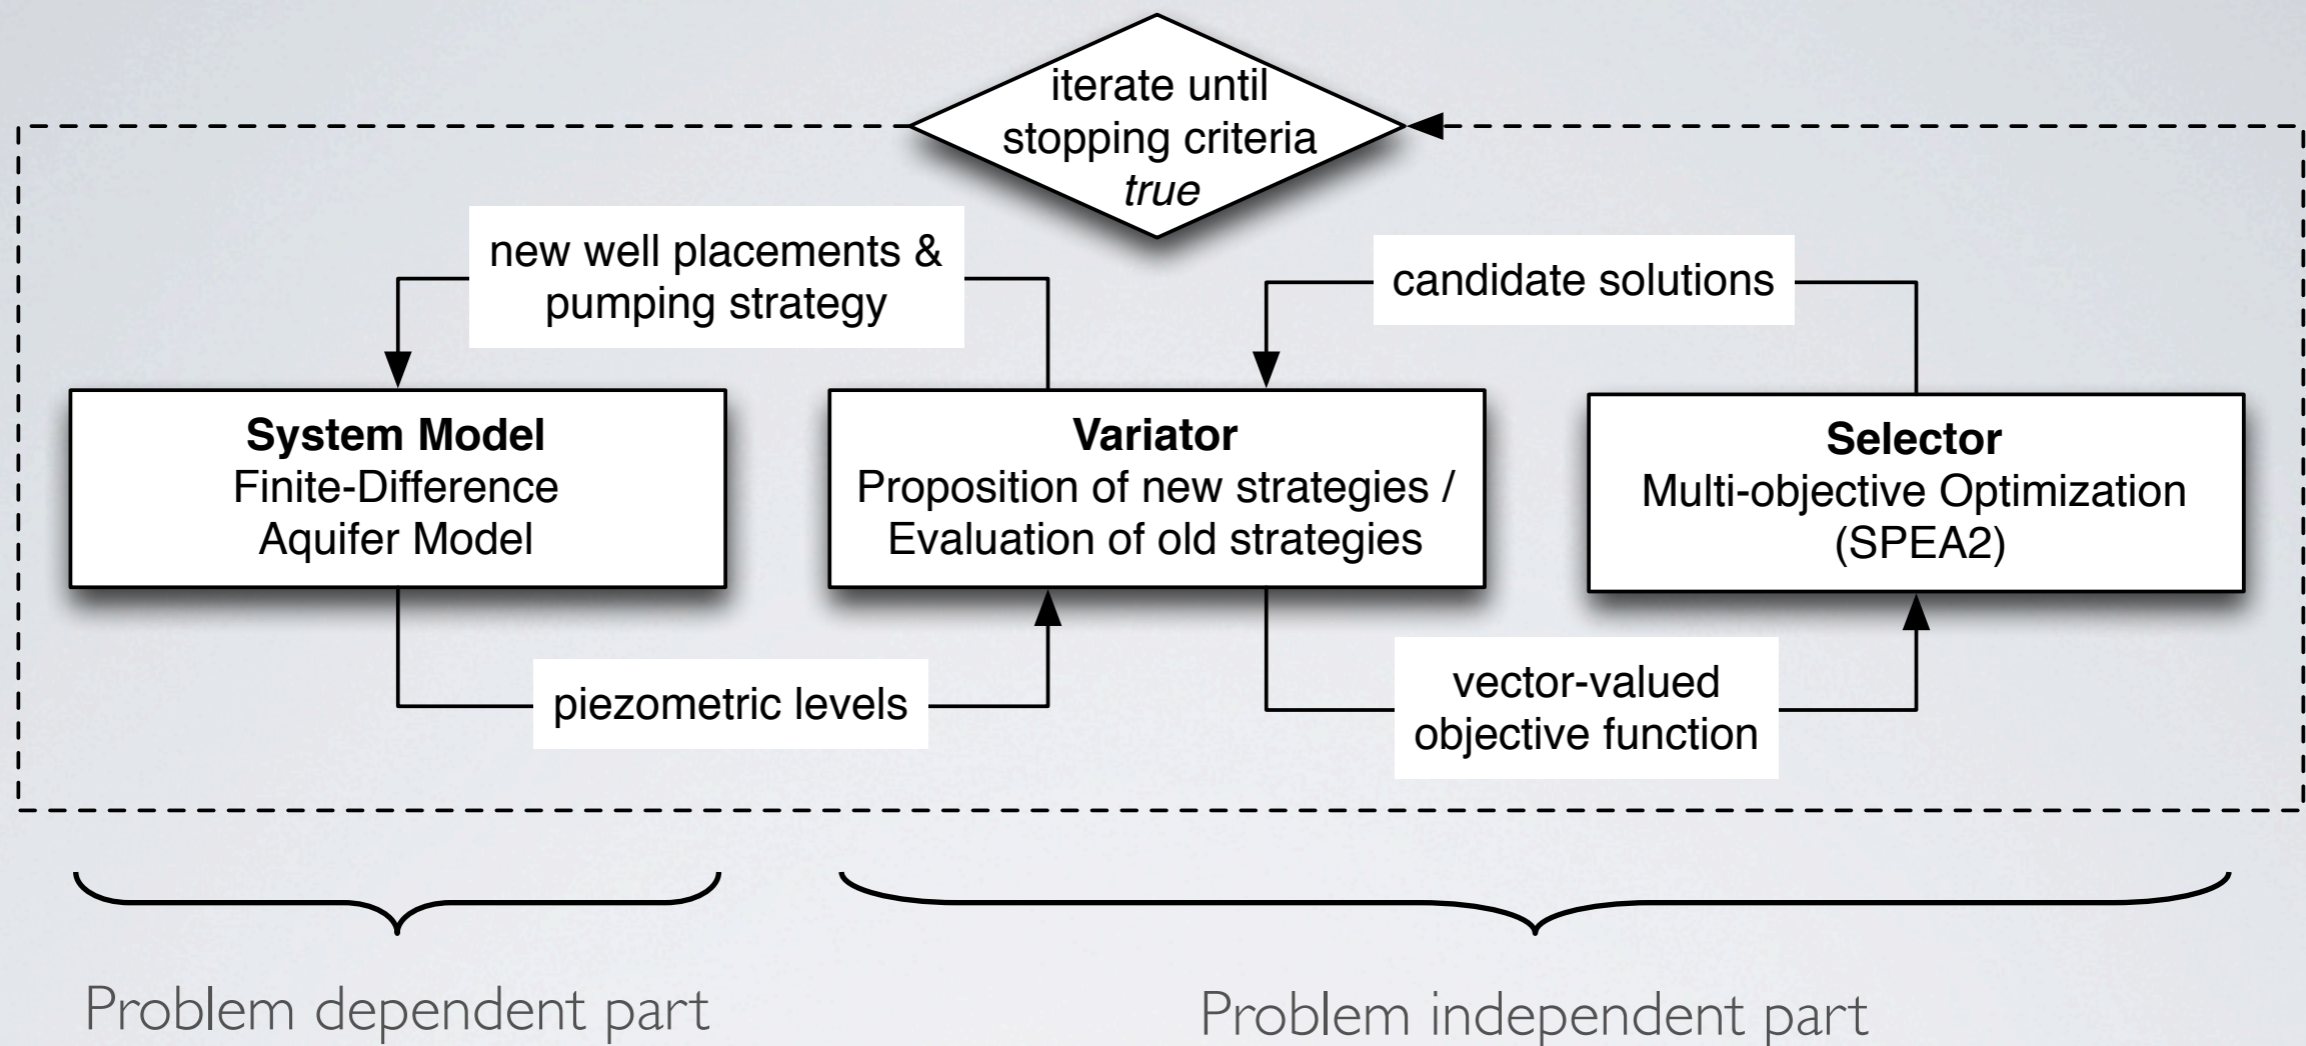 iterate until
stopping criteria
true
new well placements &
pumping strategy
candidate solutions
System Model
Finite-Difference
Aquifer Model
Variator
Proposition of new strategies /
Evaluation of old strategies
Selector
Multi-objective Optimization
(SPEA2)
piezometric levels
vector-valued
objective function
Problem dependent part
Problem independent part